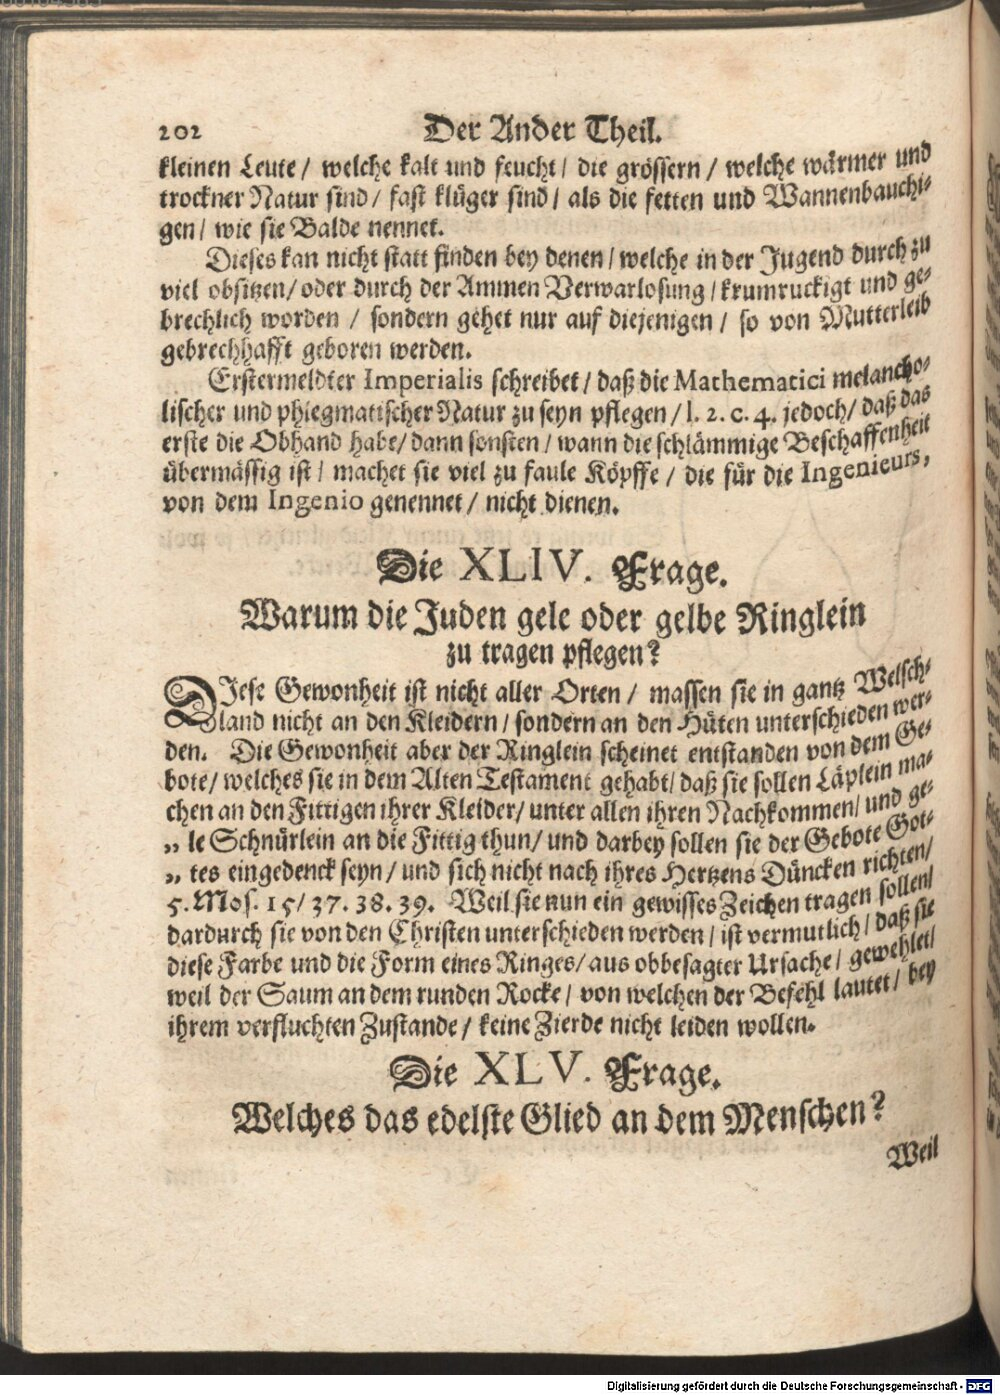 202 Der Ander Theil.
kleinen Leute / welche kalt und feucht / die grössern / welche wärmer und
trockner Natur sind / fast klüger sind / als die fetten und Wannenbauchi-
gen / wie sie Balde nennet.
Dieses kan nicht statt finden bey denen / welche in der Jugend durch zu
viel obsitzen / oder durch der Ammen Verwarlosung / krumruckigt und ge-
brechlich worden / sondern gehet nur auf diejenigen / so von Mutterleib
gebrechhafft geboren werden.
Erstermeldter Imperialis schreibet / daß die Mathematici melancho-
lischer und phlegmatischer Natur zu seyn pflegen / l. 2. c. 4. jedoch / daß das
erste die Obhand habe / dann sonsten / wann die schlämmige Beschaffenheit
übermässig ist / machet sie viel zu faule Köpffe / die für die Ingenieurs,
von dem Ingenio genennet / nicht dienen.
Die XLIV. Frage.
Warum die Juden gele oder gelbe Ringlein
zu tragen pflegen?
DJese Gewonheit ist nicht aller Orten / massen sie in gantz Welsch-
land nicht an den Kleidern / sondern an den Hüten unterschieden wer-
den. Die Gewonheit aber der Ringlein scheinet entstanden von dem Ge-
bote / welches sie in dem Alten Testament gehabt / daß sie sollen Läplein ma-
chen an den Fittigen ihrer Kleider / unter allen ihren Nachkommen / und ge-
„ le Schnürlein an die Fittig thun / und darbey sollen sie der Gebote Got-
„ tes eingedenck seyn / und sich nicht nach ihres Hertzens Düncken richten /
5. Mos. 15 / 37. 38. 39. Weil sie nun ein gewisses Zeichen tragen sollen /
dardurch sie von den Christen unterschieden werden / ist vermutlich / daß sie
diese Farbe und die Form eines Ringes / aus obbesagter Ursache / gewehlet /
weil der Saum an dem runden Rocke / von welchen der Befehl lautet / bey
ihrem verfluchten Zustande / keine Zierde nicht leiden wollen.
Die XLV. Frage.
Welches das edelste Glied an dem Menschen?
Weil
Digitalisierung gefördert durch die Deutsche Forschungsgemeinschaft - DFG